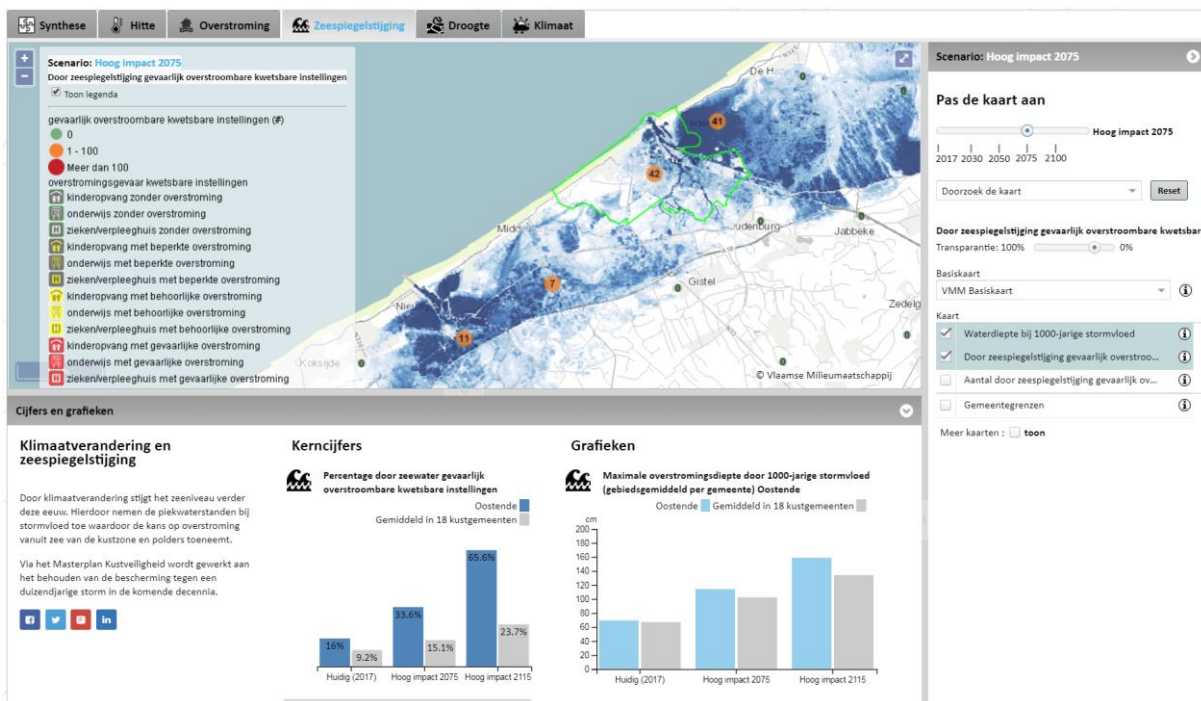 Synthese
Hitte
Overstroming
Zeespiegelstijging
Droogte
Klimaat
Scenario: Hoog impact 2075
Door zeespiegelstijging gevaarlijk overstroombare kwetsbare instellingen
Toon legenda
gevaarlijk overstroombare kwetsbare instellingen (#)
0
1 - 100
Meer dan 100
overstromingsgevaar kwetsbare instellingen
kinderopvang zonder overstroming
onderwijs zonder overstroming
zieken/verpleeghuis zonder overstroming
kinderopvang met beperkte overstroming
onderwijs met beperkte overstroming
zieken/verpleeghuis met beperkte overstroming
kinderopvang met behoorlijke overstroming
onderwijs met behoorlijke overstroming
zieken/verpleeghuis met behoorlijke overstroming
kinderopvang met gevaarlijke overstroming
onderwijs met gevaarlijke overstroming
zieken/verpleeghuis met gevaarlijke overstroming
De H
0
41
42
0
0
Midd
udenburg
Jabbeke
7
Gistel
0
Nie
Zedelg
11
Koksijde
0
0
© Vlaamse Milieumaatschappij
Scenario: Hoog impact 2075
Pas de kaart aan
Hoog impact 2075
2017 2030 2050 2075 2100
Doorzoek de kaart
Reset
Door zeespiegelstijging gevaarlijk overstroombare kwetsbar
Transparantie: 100% 0%
Basiskaart
VMM Basiskaart
Kaart
Waterdiepte bij 1000-jarige stormvloed
Door zeespiegelstijging gevaarlijk overstroo...
Aantal door zeespiegelstijging gevaarlijk ov...
Gemeentegrenzen
Meer kaarten : toon
Cijfers en grafieken
Klimaatverandering en
zeespiegelstijging
Door klimaatverandering stijgt het zeeniveau verder
deze eeuw. Hierdoor nemen de piekwaterstanden bij
stormvloed toe waardoor de kans op overstroming
vanuit zee van de kustzone en polders toeneemt.
Via het Masterplan Kustveiligheid wordt gewerkt aan
het behouden van de bescherming tegen een
duizendjarige storm in de komende decennia.
Kerncijfers
Percentage door zeewater gevaarlijk
overstroombare kwetsbare instellingen
Oostende
Gemiddeld in 18 kustgemeenten
65.6%
33.6%
23.7%
16%
15.1%
9.2%
Huidig (2017) Hoog impact 2075 Hoog impact 2115
Grafieken
Maximale overstromingsdiepte door 1000-jarige stormvloed
(gebiedsgemiddeld per gemeente) Oostende
Oostende Gemiddeld in 18 kustgemeenten
cm
200
180
160
140
120
100
80
60
40
20
0
Huidig (2017) Hoog impact 2075 Hoog impact 2115